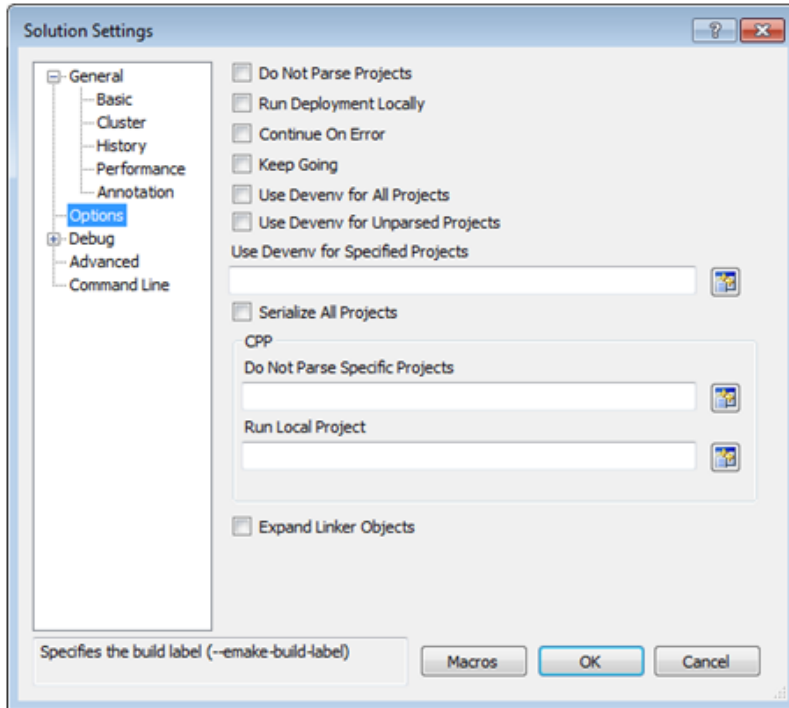 Solution Settings
General
Basic
Cluster
History
Performance
Annotation
Options
Debug
Advanced
Command Line
Do Not Parse Projects
Run Deployment Locally
Continue On Error
Keep Going
Use Devenv for All Projects
Use Devenv for Unparsed Projects
Use Devenv for Specified Projects
Serialize All Projects
CPP
Do Not Parse Specific Projects
Run Local Project
Expand Linker Objects
Specifies the build label (--emake-build-label)
Macros
OK
Cancel